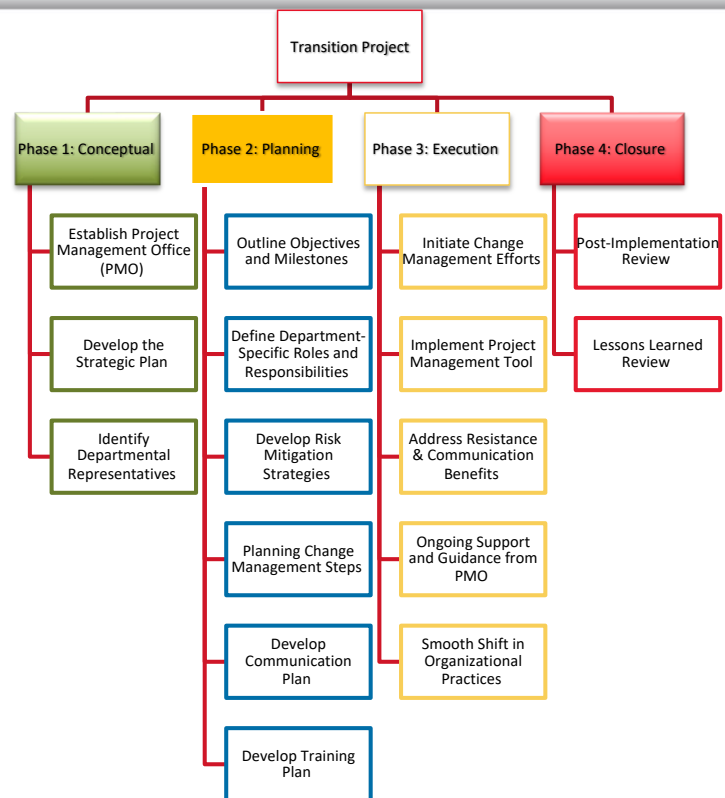 Transition Project
Phase 1: Conceptual
Phase 2: Planning
Phase 3: Execution
Phase 4: Closure
Establish Project
Management Office
(PMO)
Develop the
Strategic Plan
Identify
Departmental
Representatives
Outline Objectives
and Milestones
Define Department-
Specific Roles and
Responsibilities
Develop Risk
Mitigation
Strategies
Planning Change
Management Steps
Develop
Communication
Plan
Develop Training
Plan
Initiate Change
Management Efforts
Implement Project
Management Tool
Address Resistance
& Communication
Benefits
Ongoing Support
and Guidance from
PMO
Smooth Shift in
Organizational
Practices
Post-Implementation
Review
Lessons Learned
Review